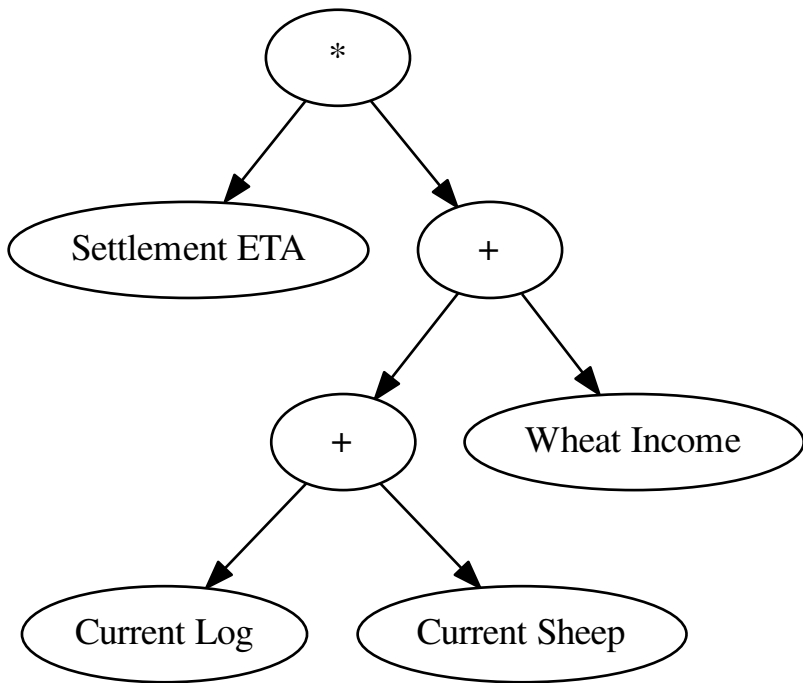 *
Settlement ETA
+
+
Wheat Income
Current Log
Current Sheep